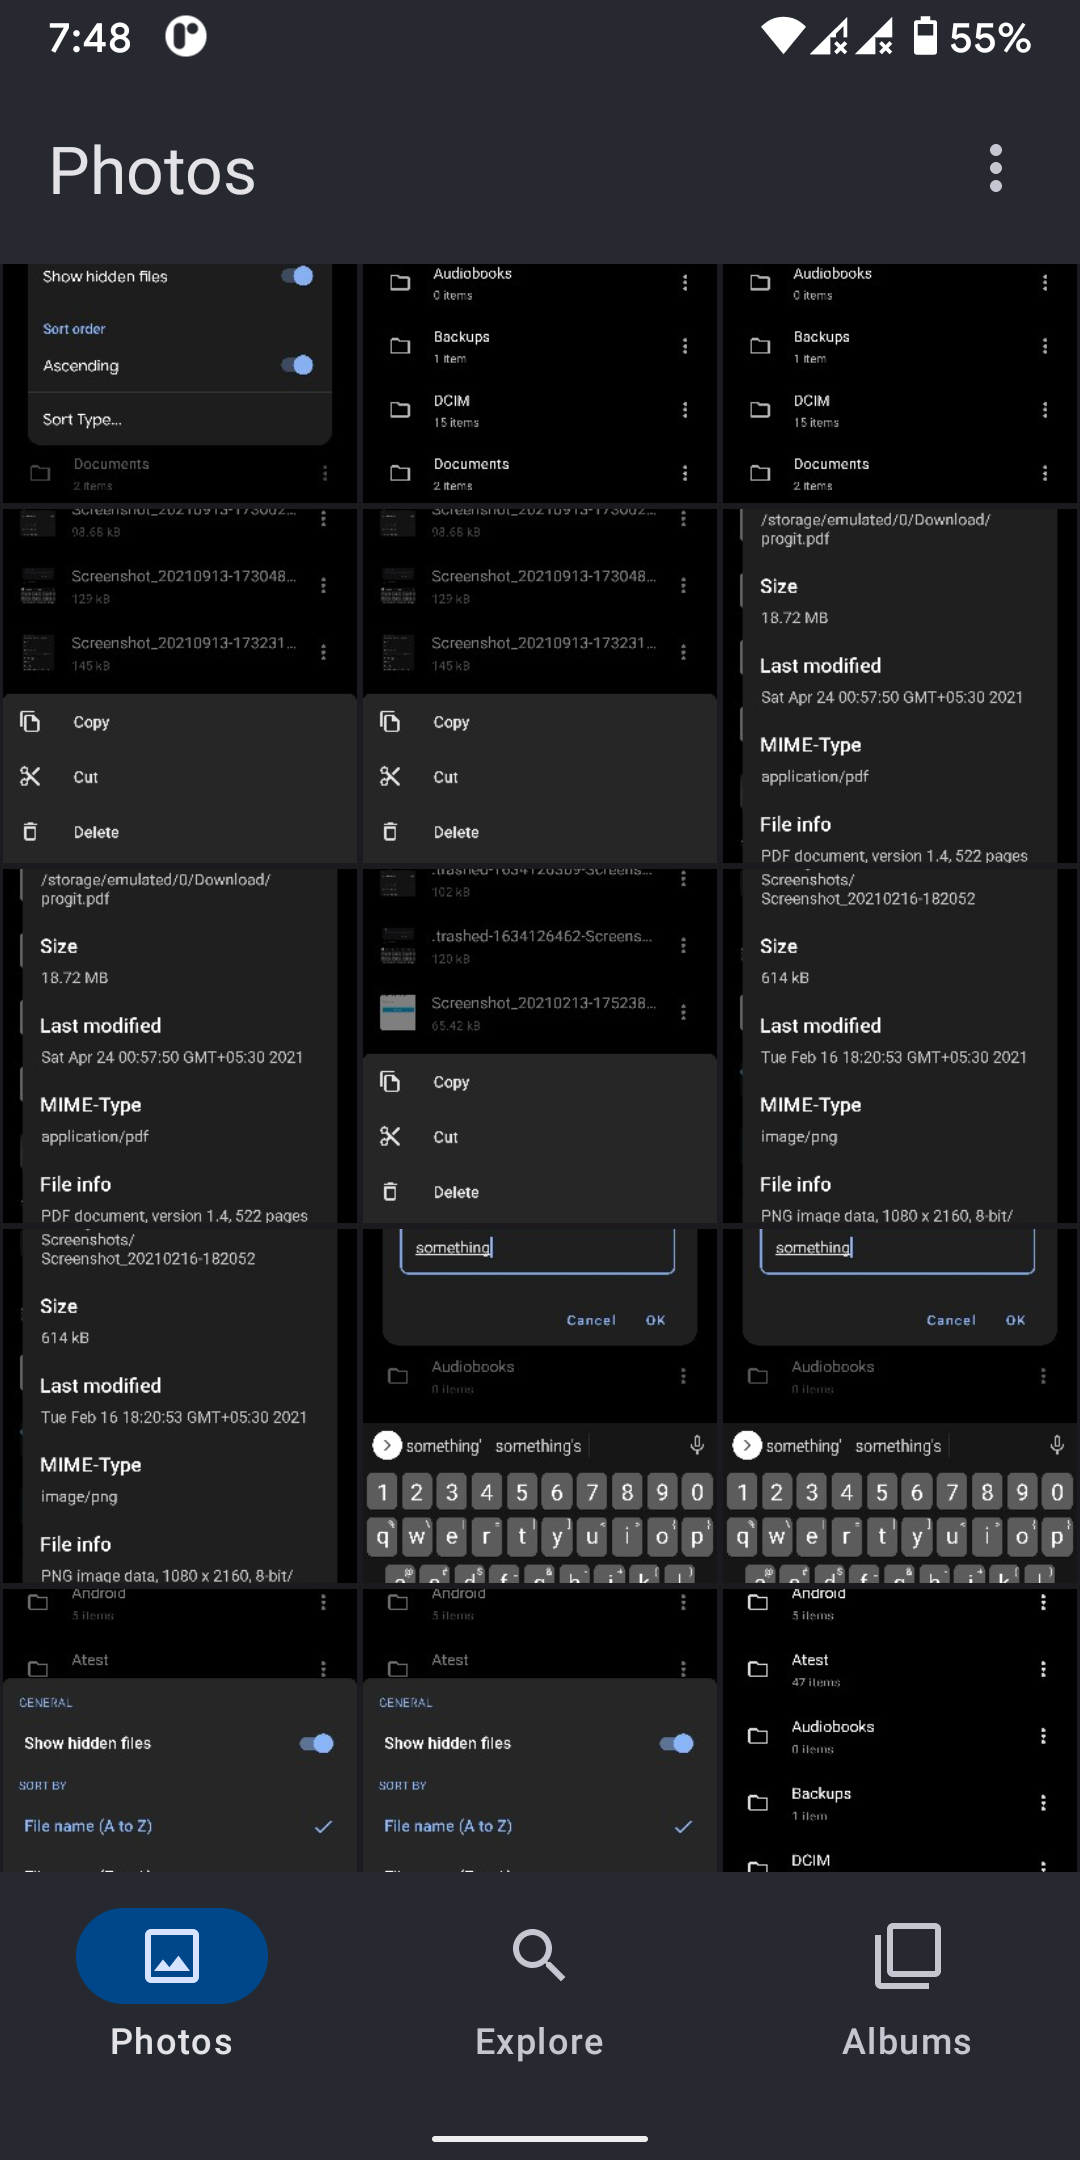 7:48
55%
Photos
Show hidden files
Sort order
Ascending
Sort Type...
Documents
2 items
Audiobooks
0 items
Backups
1 item
DCIM
15 items
Documents
2 items
Audiobooks
0 items
Backups
1 item
DCIM
15 items
Documents
2 items
98.68 kB
Screenshot_20210913-173048...
129 kB
Screenshot_20210913-173231...
145 kB
Copy
Cut
Delete
98.68 kB
Screenshot_20210913-173048...
129 kB
Screenshot_20210913-173231...
145 kB
Copy
Cut
Delete
/storage/emulated/0/Download/
progit.pdf
Size
18.72 MB
Last modified
Sat Apr 24 00:57:50 GMT+05:30 2021
MIME-Type
application/pdf
File info
PDF document, version 1.4, 522 pages
/storage/emulated/0/Download/
progit.pdf
Size
18.72 MB
Last modified
Sat Apr 24 00:57:50 GMT+05:30 2021
MIME-Type
application/pdf
File info
PDF document, version 1.4, 522 pages
102 kB
.trashed-1634126462-Screens...
120 kB
Screenshot_20210213-175238...
65.42 kB
Copy
Cut
Delete
Screenshots/
Screenshot_20210216-182052
Size
614 kB
Last modified
Tue Feb 16 18:20:53 GMT+05:30 2021
MIME-Type
image/png
File info
PNG image data, 1080 x 2160, 8-bit/
Screenshots/
Screenshot_20210216-182052
Size
614 kB
Last modified
Tue Feb 16 18:20:53 GMT+05:30 2021
MIME-Type
image/png
File info
PNG image data, 1080 x 2160, 8-bit/
something
Cancel OK
Audiobooks
0 items
something' something's
1 2 3 4 5 6 7 8 9 0
q w e r t y u i o p
something
Cancel OK
Audiobooks
0 items
something' something's
1 2 3 4 5 6 7 8 9 0
q w e r t y u i o p
Android
5 items
Atest
GENERAL
Show hidden files
SORT BY
File name (A to Z)
Android
5 items
Atest
GENERAL
Show hidden files
SORT BY
File name (A to Z)
Android
5 items
Atest
47 items
Audiobooks
0 items
Backups
1 item
DCIM
Photos
Explore
Albums